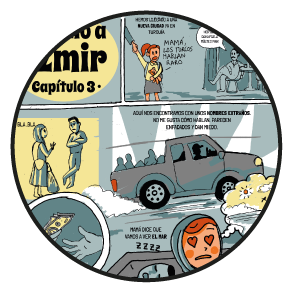 o a
zmir
Capítulo 3.
HEMOS LLEGADO A UNA
NUEVA CIUDAD YA EN
TURQUÍA
MAMÁ,
LOS TURCOS
HABLAN
RARO
BLA..BLA..
AQUÍ NOS ENCONTRAMOS CON UNOS HOMBRES EXTRAÑOS.
NO ME GUSTA CÓMO HABLAN. PARECEN
ENFADADOS Y DAN MIEDO.
MAMÁ DICE QUE
VAMOS A VER EL MAR
ZZZZ